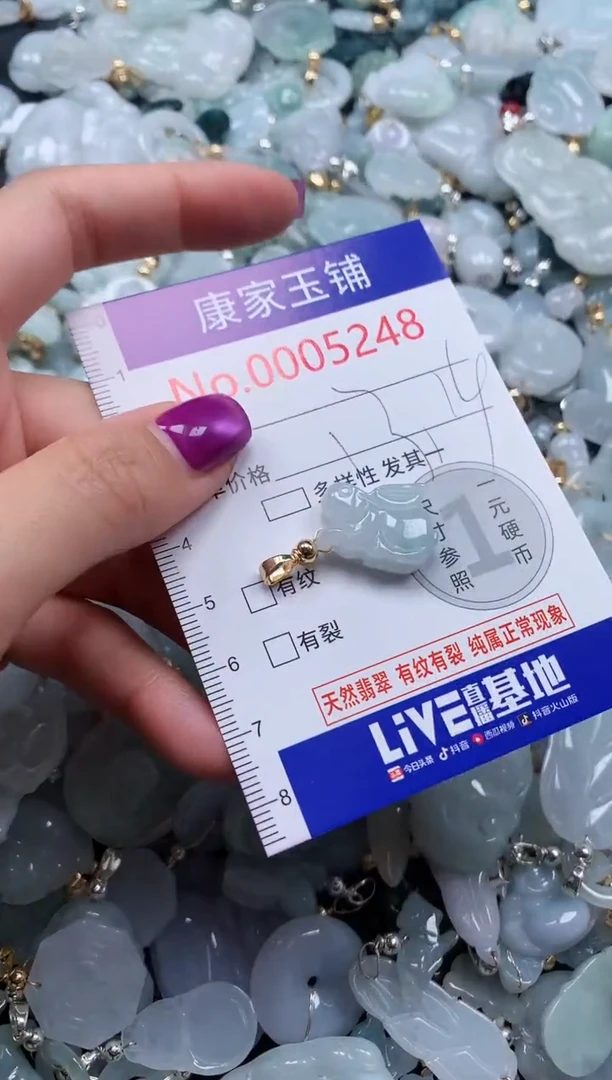 康家玉铺
No.0005248
价格
多样性 发其
一元硬币
尺寸参照
1
有纹
有裂
天然翡翠 有纹有裂 纯属正常现象
LiVE直播基地
今日头条 抖音 西瓜视频 抖音火山版
1
4
5
6
7
8